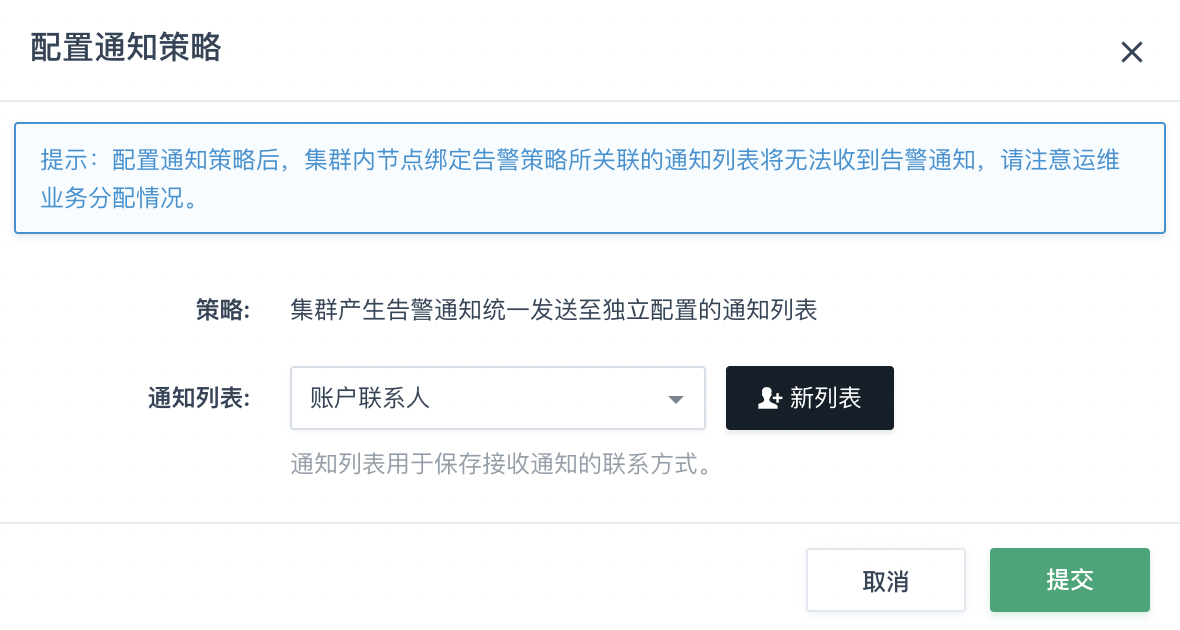 配置通知策略
提示：配置通知策略后，集群内节点绑定告警策略所关联的通知列表将无法收到告警通知，请注意运维
业务分配情况。
策略: 集群产生告警通知统一发送至独立配置的通知列表
通知列表: 账户联系人 新列表
通知列表用于保存接收通知的联系方式。
取消 提交